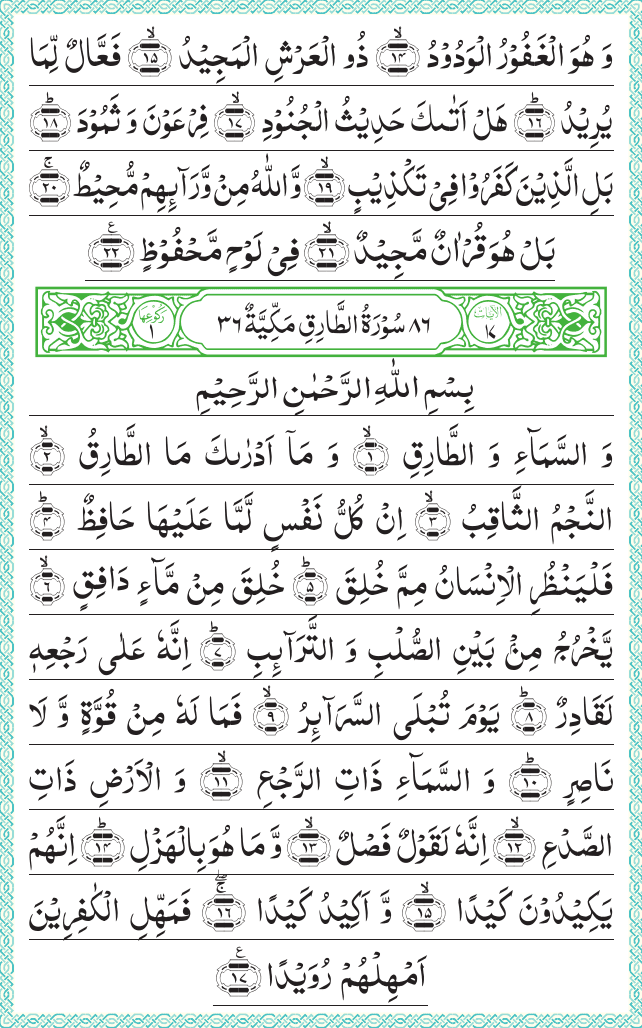 وَ هُوَ الْغَفُوْرُ الْوَدُوْدُ ۙ﴿۱۴﴾ ذُو الْعَرْشِ الْمَجِيْدُ ۙ﴿۱۵﴾ فَعَّالٌ لِّمَا
يُرِيْدُ ؕ﴿۱۶﴾ هَلْ اَتٰىكَ حَدِيْثُ الْجُنُوْدِ ۙ﴿۱۷﴾ فِرْعَوْنَ وَ ثَمُوْدَ ؕ﴿۱۸﴾
بَلِ الَّذِيْنَ كَفَرُوْا فِيْ تَكْذِيْبٍ ۙ﴿۱۹﴾ وَّ اللّٰهُ مِنْ وَّرَآئِهِمْ مُّحِيْطٌ ۚ﴿۲۰﴾
بَلْ هُوَ قُرْاٰنٌ مَّجِيْدٌ ۙ﴿۲۱﴾ فِيْ لَوْحٍ مَّحْفُوْظٍ ﴿۲۲﴾ ع
الآيات ۱۷ ۸۶ سُوْرَةُ الطَّارِقِ مَكِّيَّةٌ ۳۶ ركوعها ۱
بِسْمِ اللّٰهِ الرَّحْمٰنِ الرَّحِيْمِ
وَ السَّمَآءِ وَ الطَّارِقِ ۙ﴿۱﴾ وَ مَاۤ اَدْرٰىكَ مَا الطَّارِقُ ۙ﴿۲﴾
النَّجْمُ الثَّاقِبُ ۙ﴿۳﴾ اِنْ كُلُّ نَفْسٍ لَّمَّا عَلَيْهَا حَافِظٌ ؕ﴿۴﴾
فَلْيَنْظُرِ الْاِنْسَانُ مِمَّ خُلِقَ ؕ﴿۵﴾ خُلِقَ مِنْ مَّآءٍ دَافِقٍ ۙ﴿۶﴾
يَّخْرُجُ مِنْۢ بَيْنِ الصُّلْبِ وَ التَّرَآئِبِ ؕ﴿۷﴾ اِنَّهٗ عَلٰى رَجْعِهٖ
لَقَادِرٌ ؕ﴿۸﴾ يَوْمَ تُبْلَى السَّرَآئِرُ ۙ﴿۹﴾ فَمَا لَهٗ مِنْ قُوَّةٍ وَّ لَا
نَاصِرٍ ؕ﴿۱۰﴾ وَ السَّمَآءِ ذَاتِ الرَّجْعِ ۙ﴿۱۱﴾ وَ الْاَرْضِ ذَاتِ
الصَّدْعِ ۙ﴿۱۲﴾ اِنَّهٗ لَقَوْلٌ فَصْلٌ ۙ﴿۱۳﴾ وَّ مَا هُوَ بِالْهَزْلِ ؕ﴿۱۴﴾ اِنَّهُمْ
يَكِيْدُوْنَ كَيْدًا ۙ﴿۱۵﴾ وَّ اَكِيْدُ كَيْدًا ۚۖ﴿۱۶﴾ فَمَهِّلِ الْكٰفِرِيْنَ
اَمْهِلْهُمْ رُوَيْدًا ﴿۱۷﴾ ع